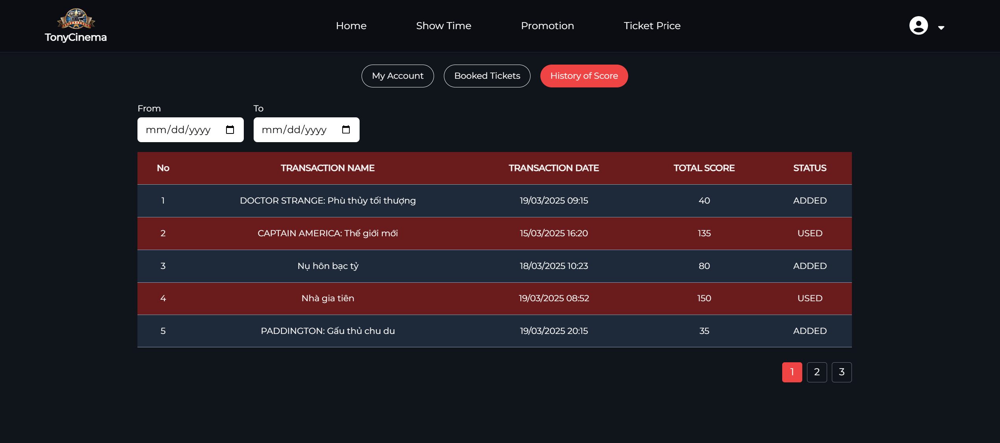 TonyCinema
Home Show Time Promotion Ticket Price
My Account Booked Tickets History of Score
From To
mm/dd/yyyy mm/dd/yyyy
No TRANSACTION NAME TRANSACTION DATE TOTAL SCORE STATUS
1 DOCTOR STRANGE: Phù thủy tối thượng 19/03/2025 09:15 40 ADDED
2 CAPTAIN AMERICA: Thế giới mới 15/03/2025 16:20 135 USED
3 Nụ hôn bạc tỷ 18/03/2025 10:23 80 ADDED
4 Nhà gia tiên 19/03/2025 08:52 150 USED
5 PADDINGTON: Gấu thủ chu du 19/03/2025 20:15 35 ADDED
1 2 3